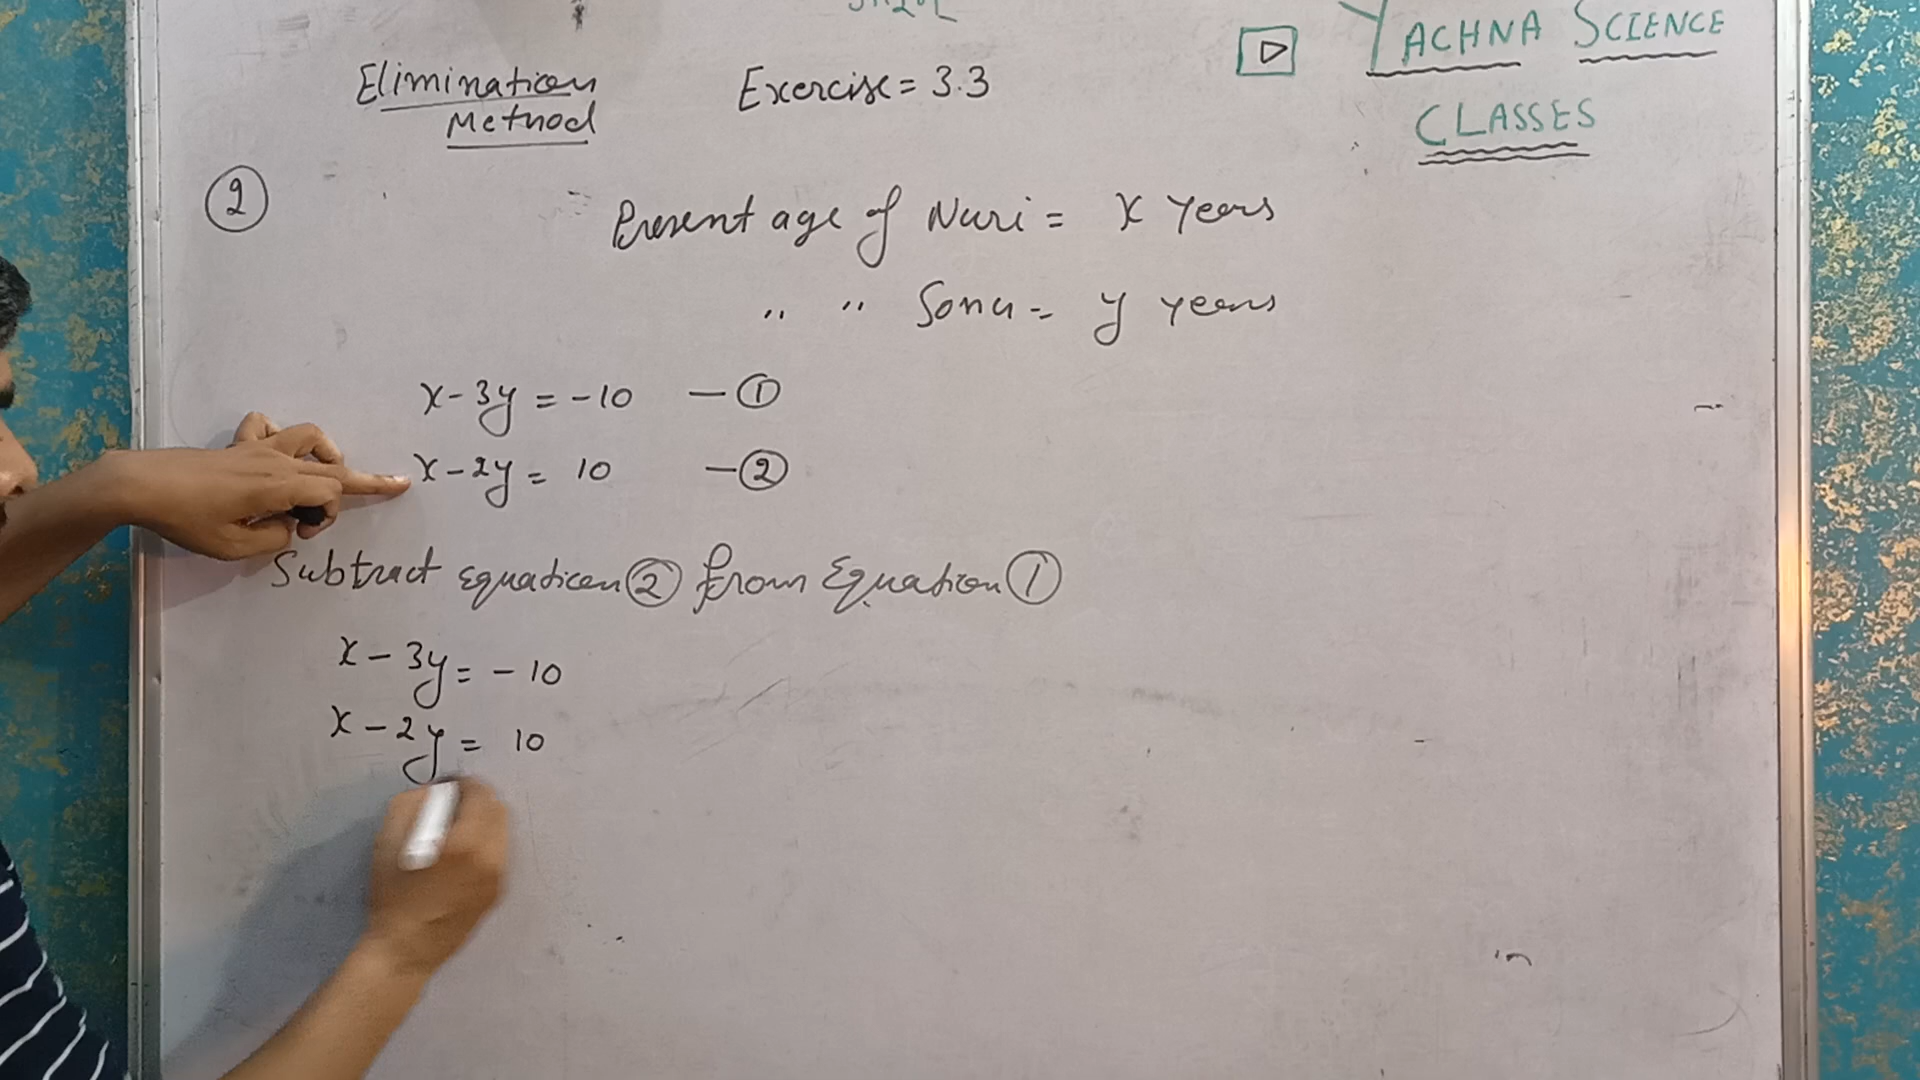 Elimination
Method
Exercise = 3.3
YACHNA SCIENCE
CLASSES
2
Present age of Nuri = x years
" " Sonu = y years
x - 3y = -10 - 1
x - 2y = 10 - 2
Subtract equation 2 from Equation 1
x - 3y = - 10
x - 2y = 10